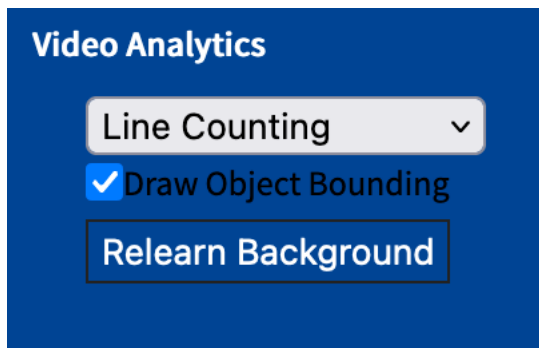 Video Analytics
Line Counting
Draw Object Bounding
Relearn Background